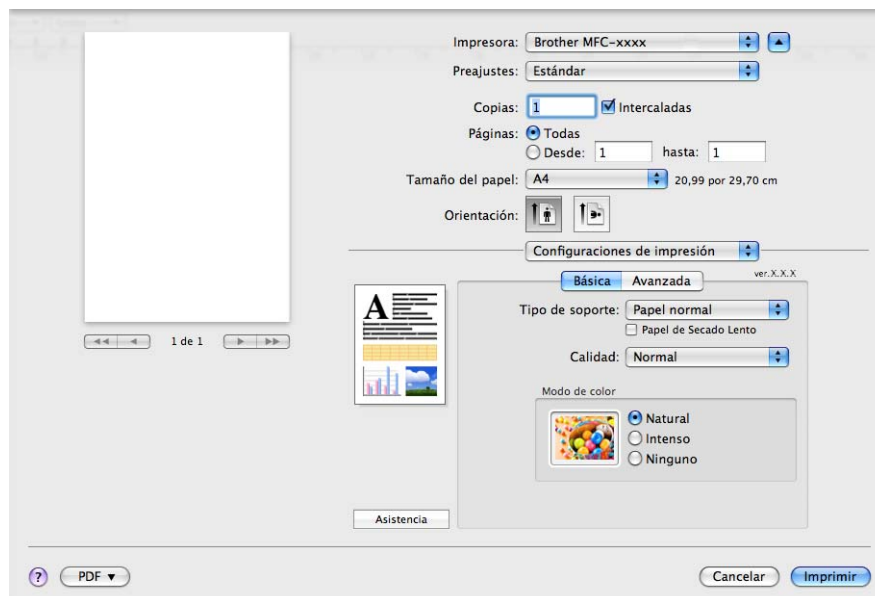 Impresora: Brother MFC-xxxx
Preajustes: Estándar
Copias: 1 Intercaladas
Páginas: Todas
Desde: 1 hasta: 1
Tamaño del papel: A4 20,99 por 29,70 cm
Orientación:
Configuraciones de impresión
ver.X.X.X
Básica Avanzada
A
Tipo de soporte: Papel normal
Papel de Secado Lento
1 de 1
Calidad: Normal
Modo de color
Natural
Intenso
Ninguno
Asistencia
? PDF Cancelar Imprimir